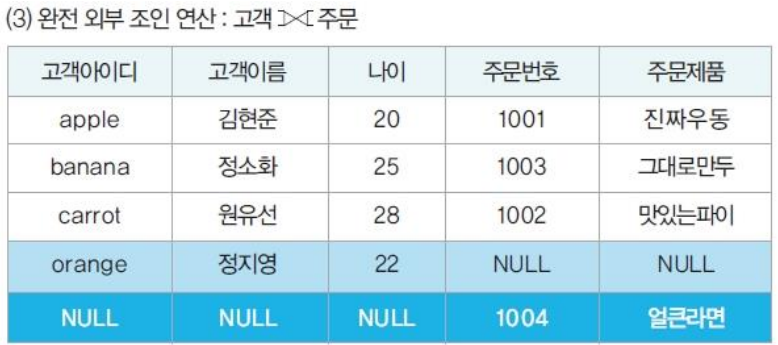 (3) 완전 외부 조인 연산 : 고객 ⟗ 주문
고객아이디 고객이름 나이 주문번호 주문제품
apple 김현준 20 1001 진짜우동
banana 정소화 25 1003 그대로만두
carrot 원유선 28 1002 맛있는파이
orange 정지영 22 NULL NULL
NULL NULL NULL 1004 얼큰라면